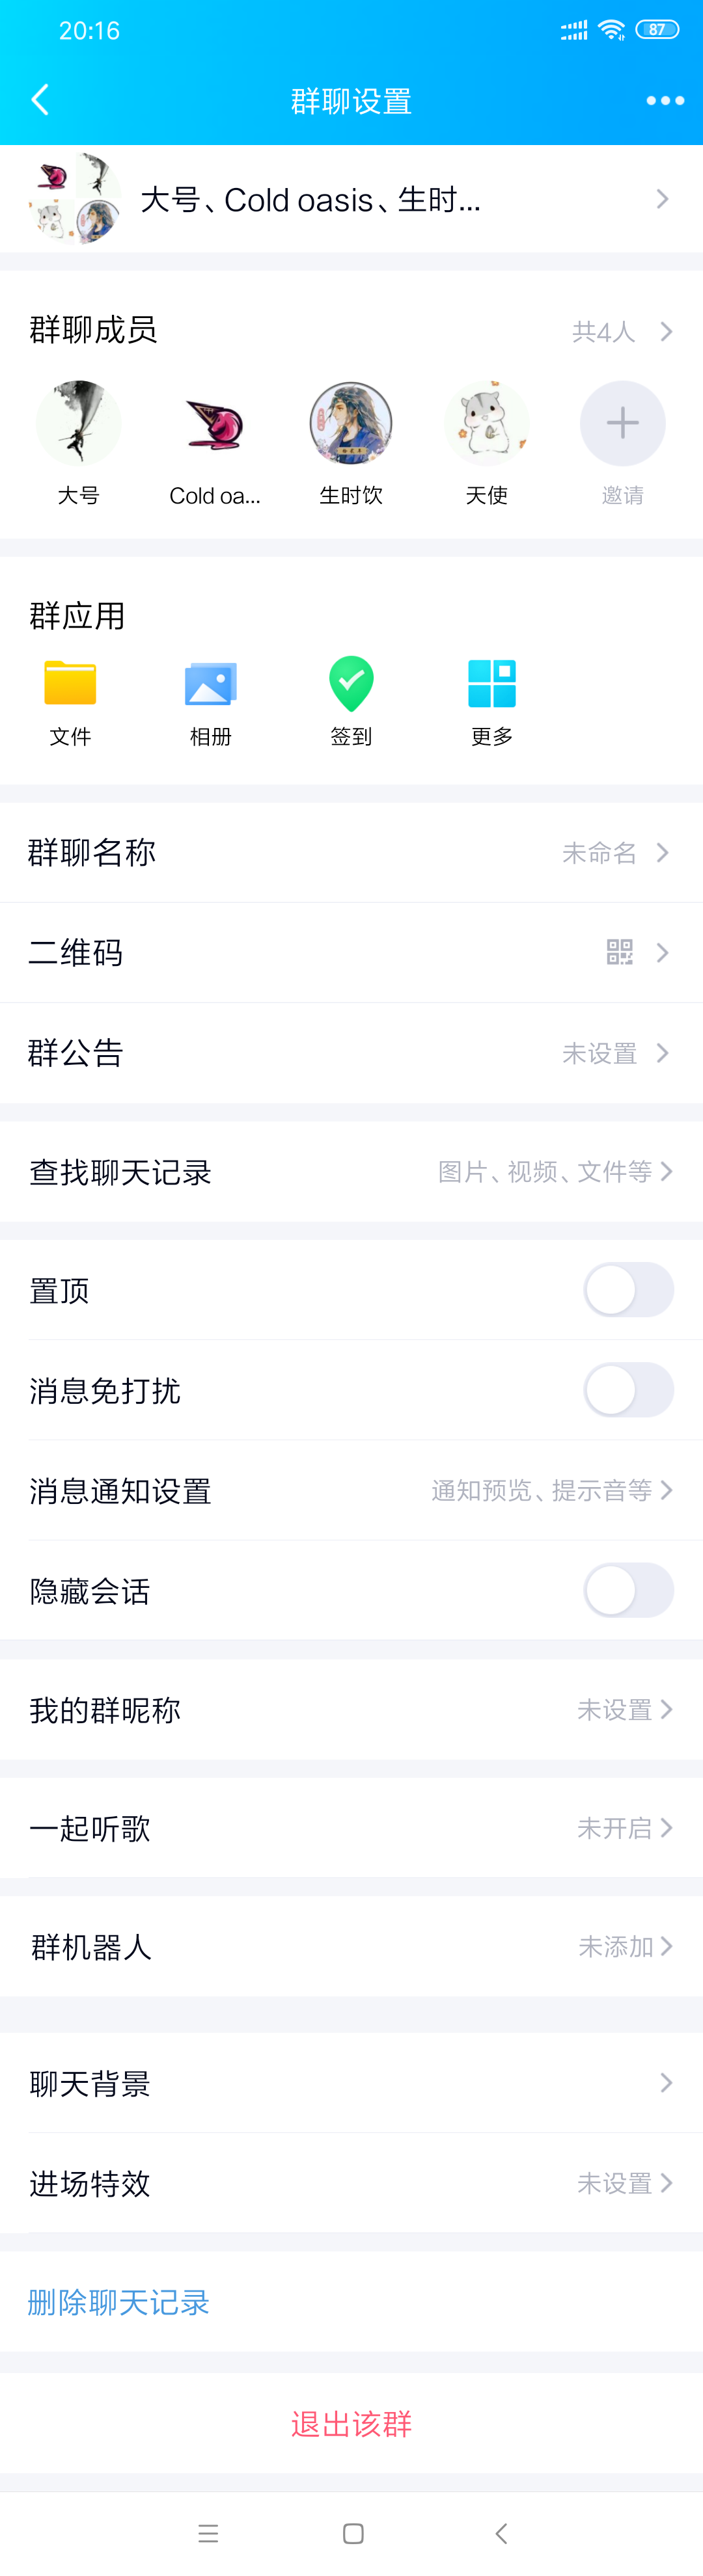 20:16
87
群聊设置
大号、Cold oasis、生时...
群聊成员
共4人
大号
Cold oa...
生时饮
天使
邀请
群应用
文件
相册
签到
更多
群聊名称
未命名
二维码
群公告
未设置
查找聊天记录
图片、视频、文件等
置顶
消息免打扰
消息通知设置
通知预览、提示音等
隐藏会话
我的群昵称
未设置
一起听歌
未开启
群机器人
未添加
聊天背景
进场特效
未设置
删除聊天记录
退出该群